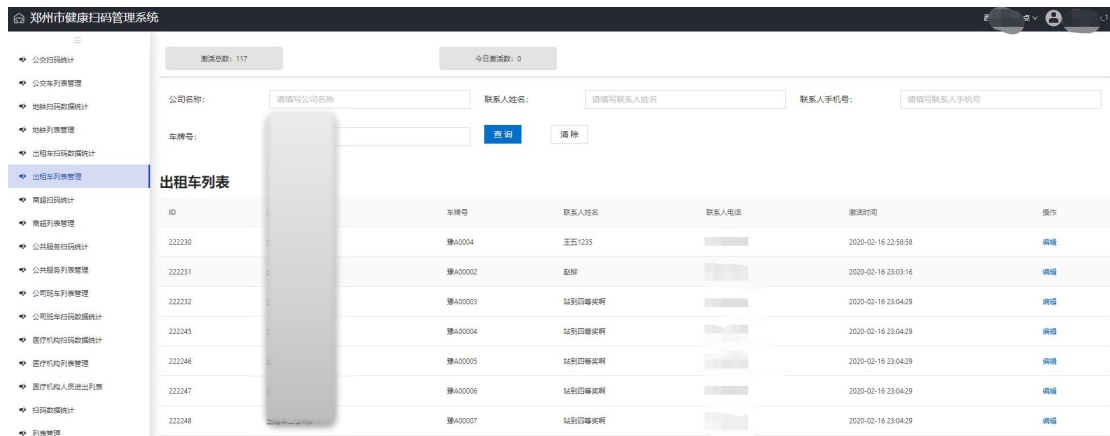 郑州市健康扫码管理系统
公交扫码统计
公交车列表管理
地铁扫码数据统计
地铁列表管理
出租车扫码数据统计
出租车列表管理
商超扫码统计
商超列表管理
公共服务扫码统计
公共服务列表管理
公司班车列表管理
公司班车扫码数据统计
医疗机构扫码数据统计
医疗机构列表管理
医疗机构人员进出列表
扫码数据统计
列表管理
激活总数: 117 今日激活数: 0
公司名称: 请填写公司名称 联系人姓名: 请填写联系人姓名 联系人手机号: 请填写联系人手机号
车牌号: 查询 清除
出租车列表
ID 车牌号 联系人姓名 联系人电话 激活时间 操作
222230 豫A0004 王五1235 2020-02-16 22:58:58 编辑
222231 豫A00002 赵柳 2020-02-16 23:03:16 编辑
222232 豫A00003 站到四等奖啊 2020-02-16 23:04:29 编辑
222245 豫A00004 站到四等奖啊 2020-02-16 23:04:29 编辑
222246 豫A00005 站到四等奖啊 2020-02-16 23:04:29 编辑
222247 豫A00006 站到四等奖啊 2020-02-16 23:04:29 编辑
222248 豫A00007 站到四等奖啊 2020-02-16 23:04:29 编辑